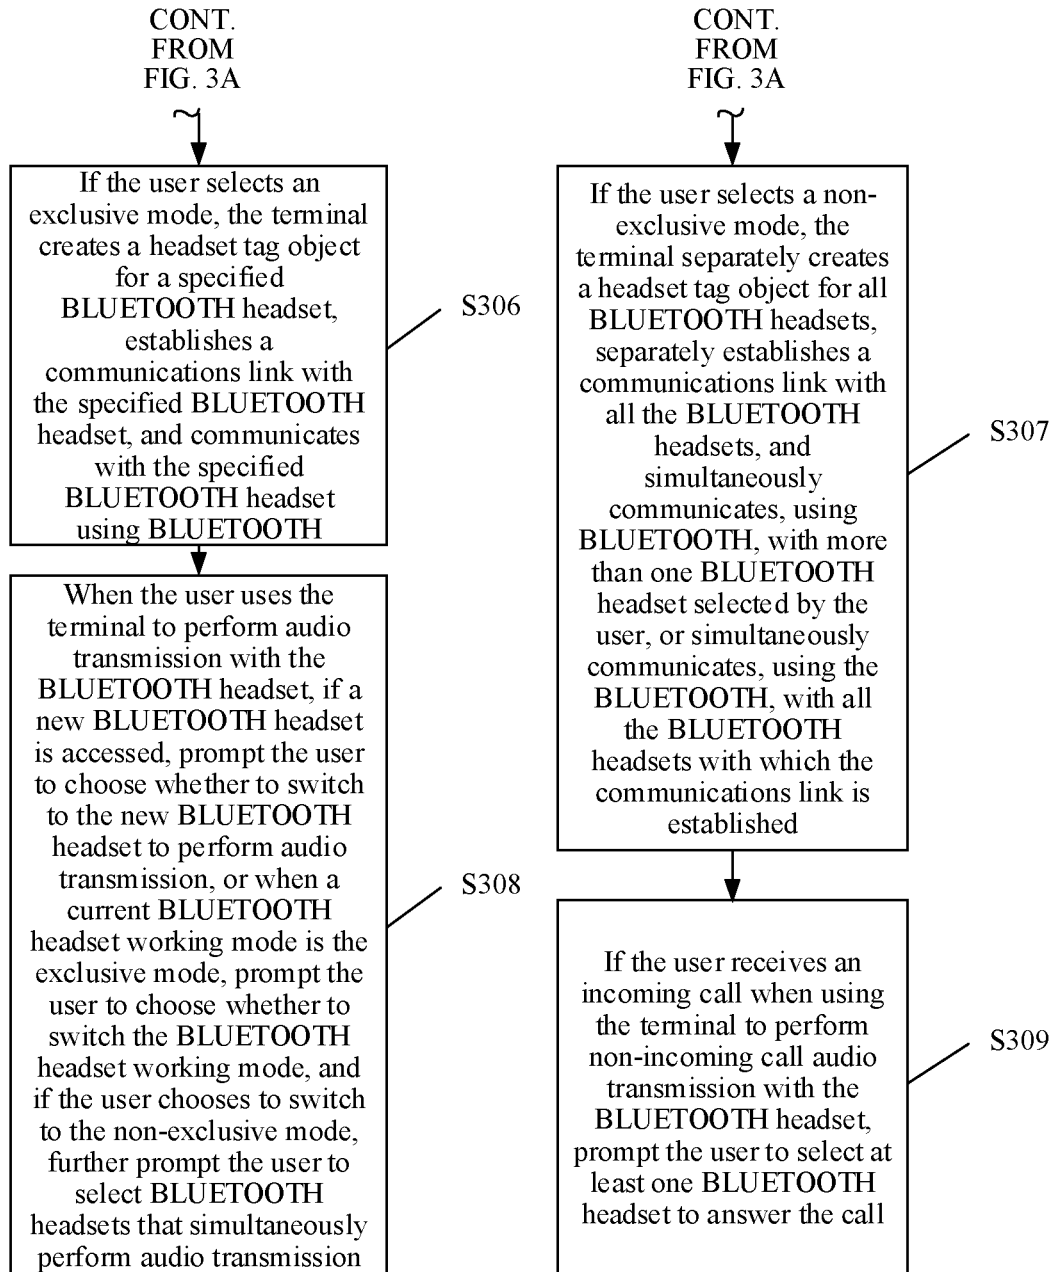 CONT.
FROM
FIG. 3A
If the user selects an
exclusive mode, the terminal
creates a headset tag object
for a specified
BLUETOOTH headset,
establishes a
communications link with
the specified BLUETOOTH
headset, and communicates
with the specified
BLUETOOTH headset
using BLUETOOTH
S306
When the user uses the
terminal to perform audio
transmission with the
BLUETOOTH headset, if a
new BLUETOOTH headset
is accessed, prompt the user
to choose whether to switch
to the new BLUETOOTH
headset to perform audio
transmission, or when a
current BLUETOOTH
headset working mode is the
exclusive mode, prompt the
user to choose whether to
switch the BLUETOOTH
headset working mode, and
if the user chooses to switch
to the non-exclusive mode,
further prompt the user to
select BLUETOOTH
headsets that simultaneously
perform audio transmission
S308
CONT.
FROM
FIG. 3A
If the user selects a non-
exclusive mode, the
terminal separately creates
a headset tag object for all
BLUETOOTH headsets,
separately establishes a
communications link with
all the BLUETOOTH
headsets, and
simultaneously
communicates, using
BLUETOOTH, with more
than one BLUETOOTH
headset selected by the
user, or simultaneously
communicates, using the
BLUETOOTH, with all
the BLUETOOTH
headsets with which the
communications link is
established
S307
If the user receives an
incoming call when using
the terminal to perform
non-incoming call audio
transmission with the
BLUETOOTH headset,
prompt the user to select at
least one BLUETOOTH
headset to answer the call
S309